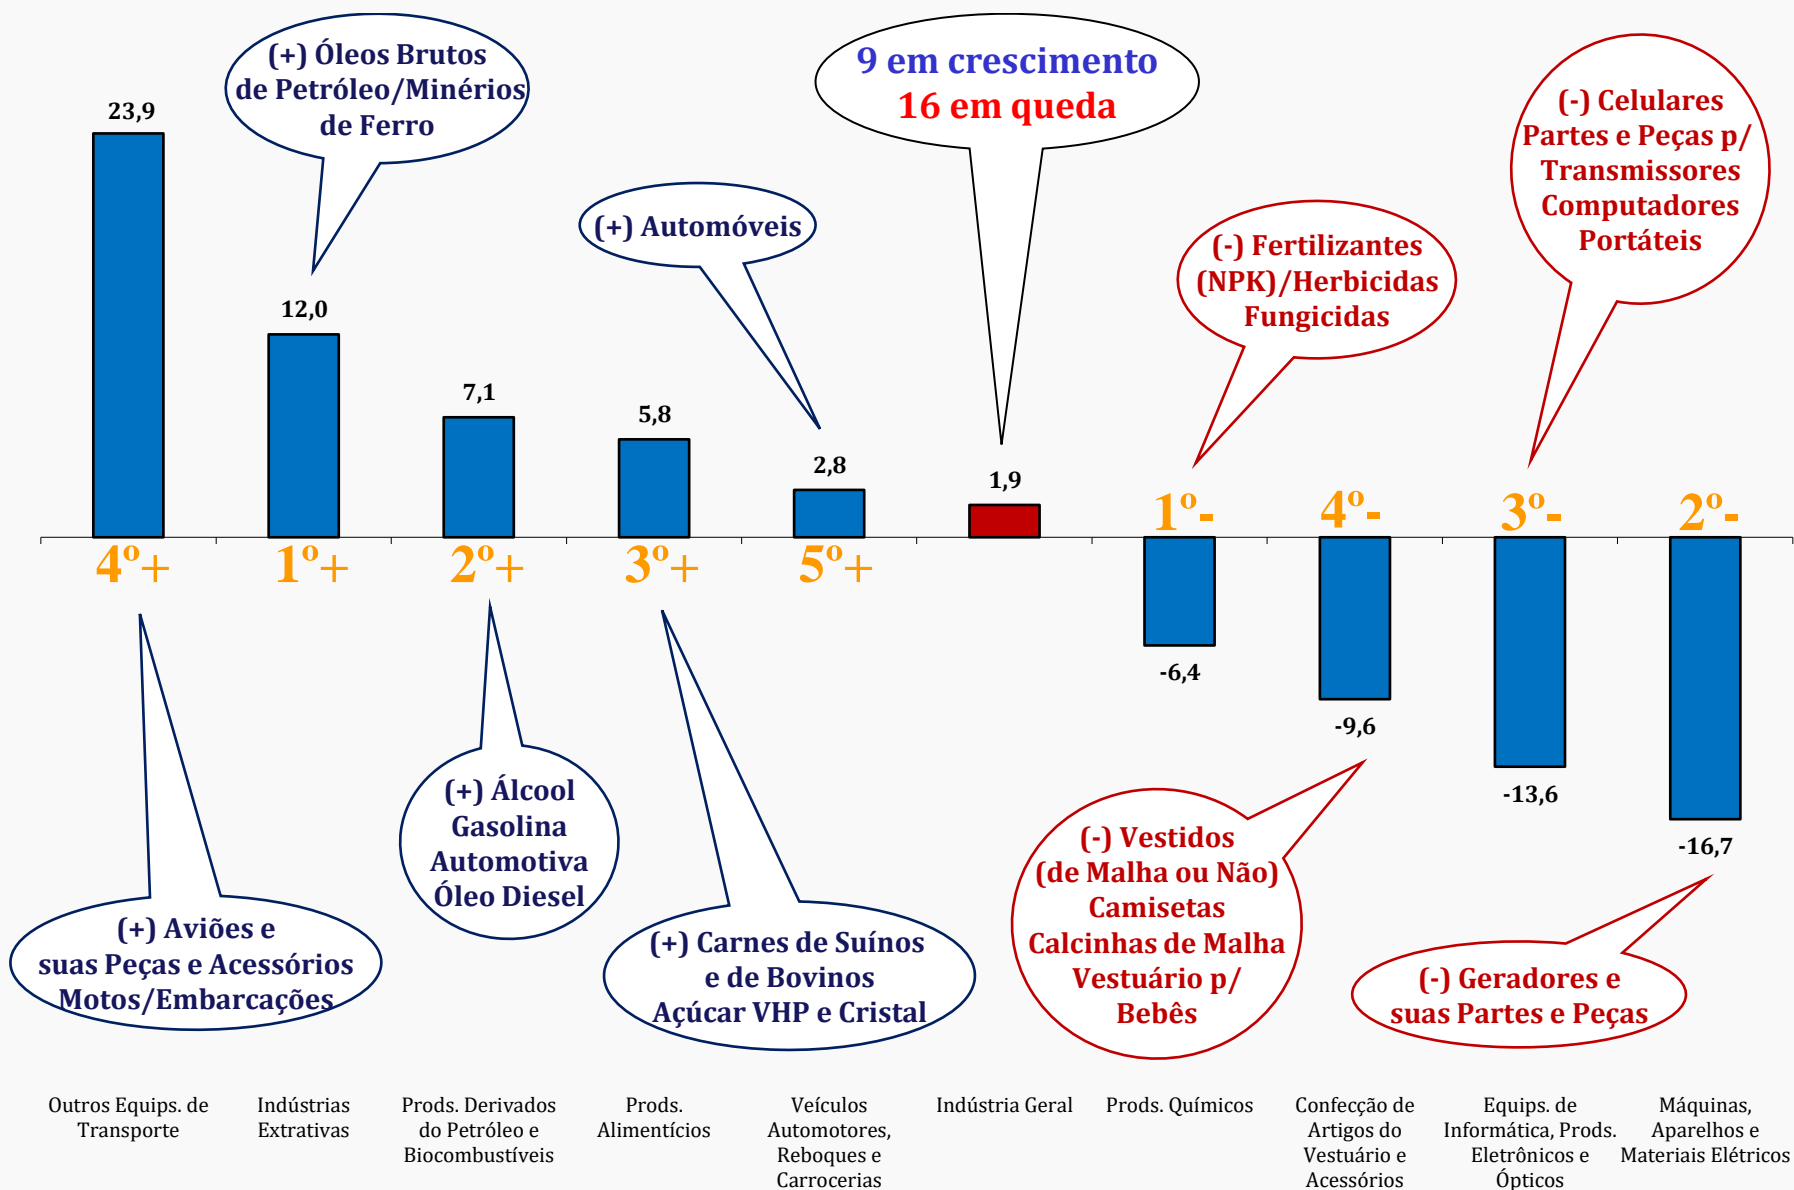 (+) Óleos Brutos
de Petróleo/Minérios
de Ferro
9 em crescimento
16 em queda
(-) Celulares
Partes e Peças p/
Transmissores
Computadores
Portáteis
(+) Automóveis
(-) Fertilizantes
(NPK)/Herbicidas
Fungicidas
23,9
12,0
7,1
5,8
2,8
1,9
1º-
4º-
3º-
2º-
4º+
1º+
2º+
3º+
5º+
-6,4
-9,6
-13,6
-16,7
(+) Álcool
Gasolina
Automotiva
Óleo Diesel
(-) Vestidos
(de Malha ou Não)
Camisetas
Calcinhas de Malha
Vestuário p/
Bebês
(+) Aviões e
suas Peças e Acessórios
Motos/Embarcações
(+) Carnes de Suínos
e de Bovinos
Açúcar VHP e Cristal
(-) Geradores e
suas Partes e Peças
Outros Equips. de
Transporte
Indústrias
Extrativas
Prods. Derivados
do Petróleo e
Biocombustíveis
Prods.
Alimentícios
Veículos
Automotores,
Reboques e
Carrocerias
Indústria Geral
Prods. Químicos
Confecção de
Artigos do
Vestuário e
Acessórios
Equips. de
Informática, Prods.
Eletrônicos e
Ópticos
Máquinas,
Aparelhos e
Materiais Elétricos